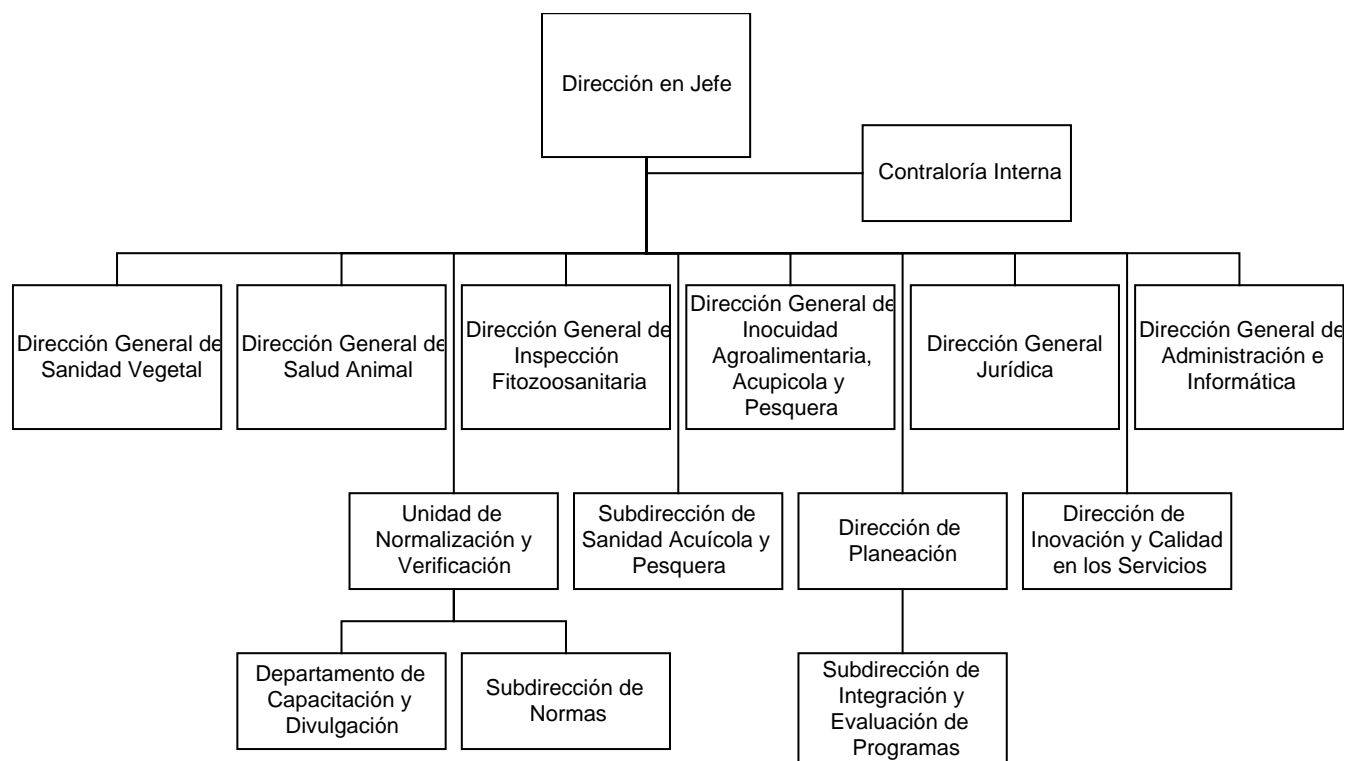 Dirección en Jefe
Contraloría Interna
Dirección General de
Sanidad Vegetal
Dirección General de
Salud Animal
Dirección General de
Inspección
Fitozoosanitaria
Dirección General de
Inocuidad
Agroalimentaria,
Acupicola y
Pesquera
Dirección General
Jurídica
Dirección General de
Administración e
Informática
Unidad de
Normalización y
Verificación
Subdirección de
Sanidad Acuícola y
Pesquera
Dirección de
Planeación
Dirección de
Inovación y Calidad
en los Servicios
Departamento de
Capacitación y
Divulgación
Subdirección de
Normas
Subdirección de
Integración y
Evaluación de
Programas